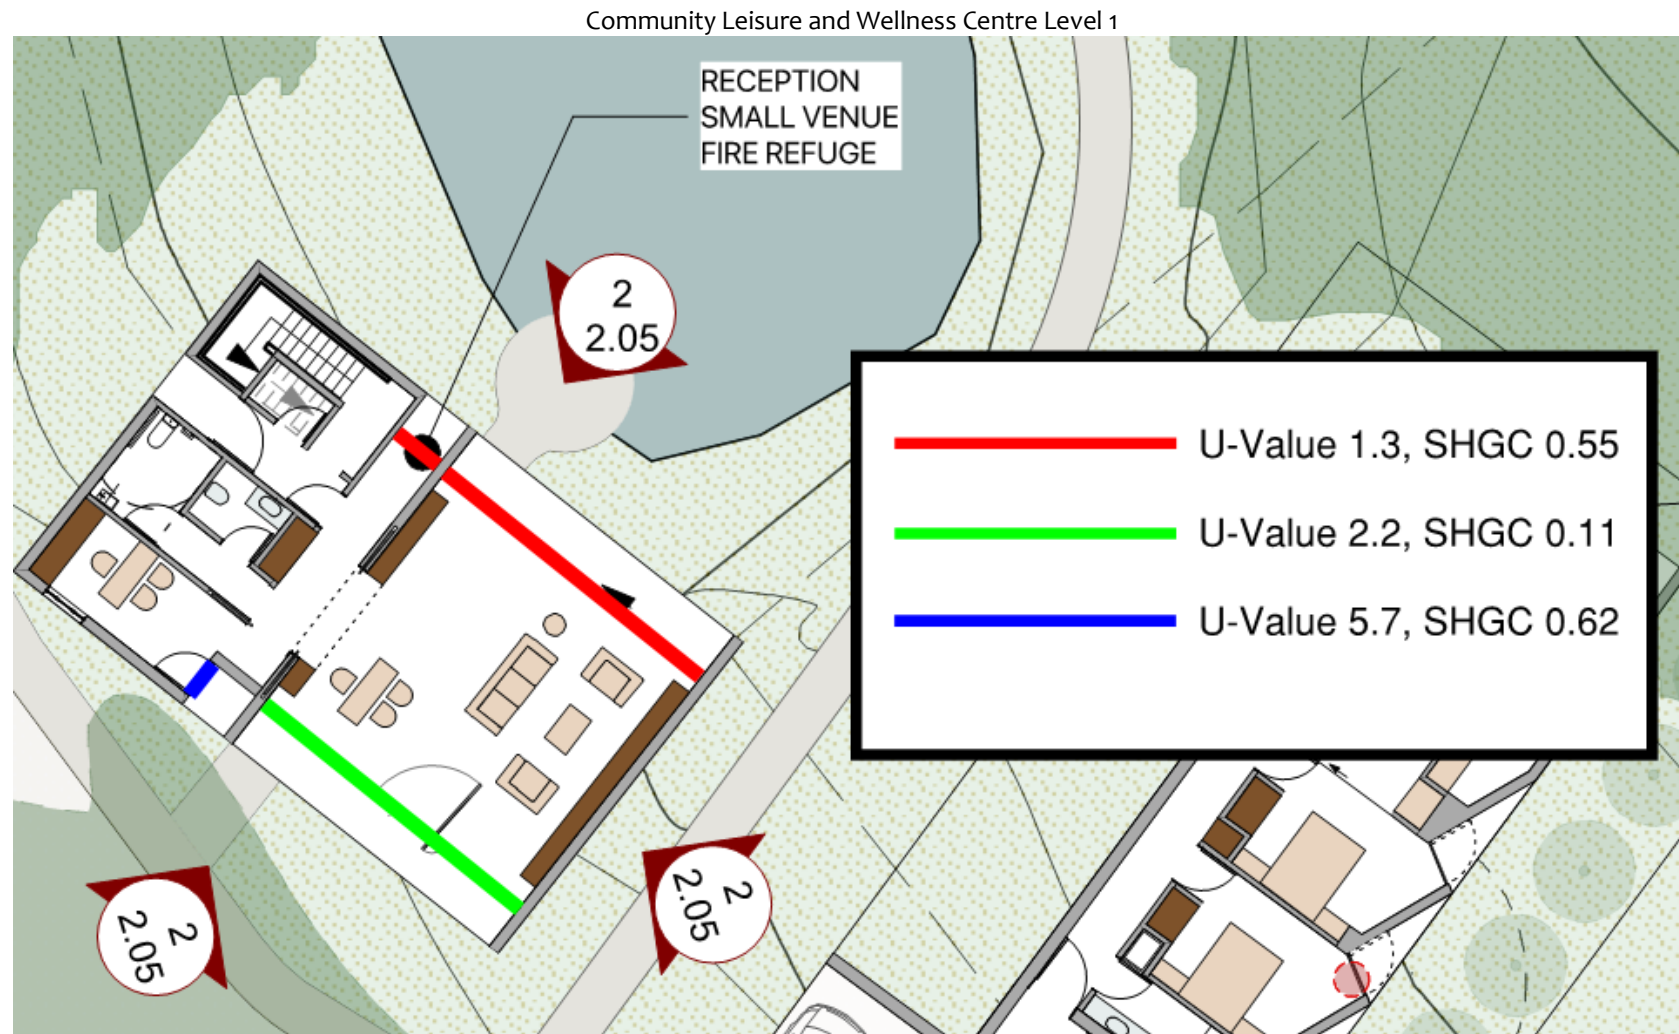 Community Leisure and Wellness Centre Level 1
RECEPTION
SMALL VENUE
FIRE REFUGE
2
2.05
U-Value 1.3, SHGC 0.55
U-Value 2.2, SHGC 0.11
U-Value 5.7, SHGC 0.62
2
2.05
2
2.05